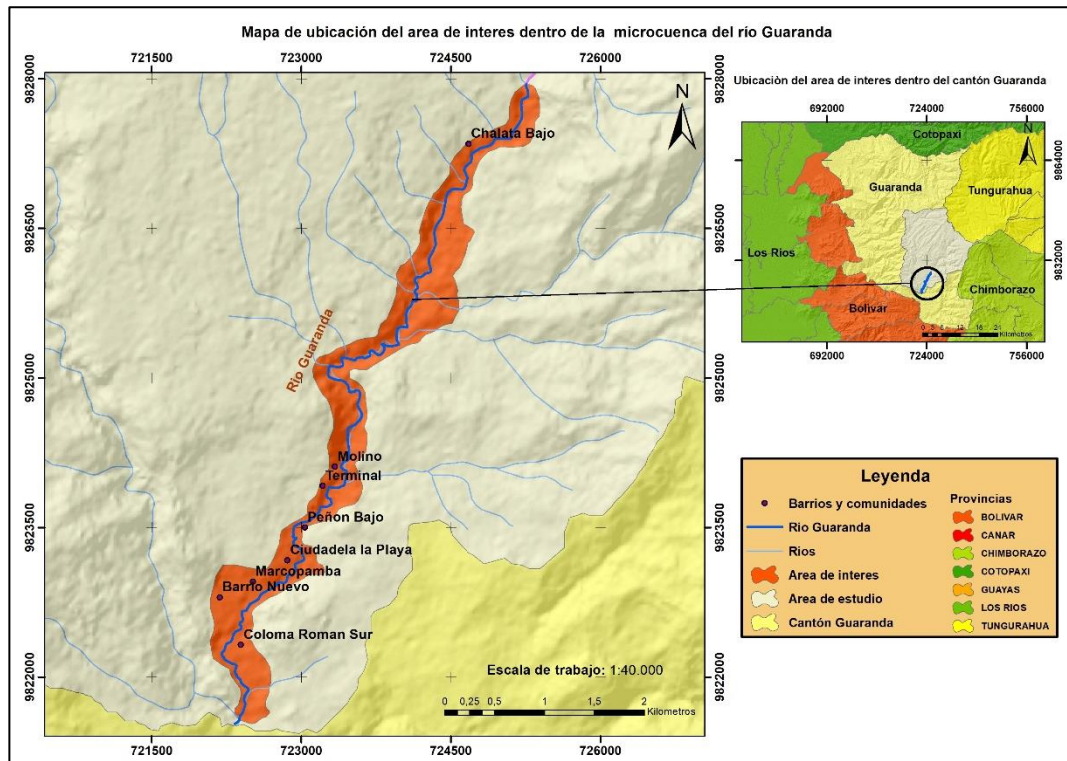 Mapa de ubicación del area de interes dentro de la microcuenca del río Guaranda
721500 723000 724500 726000
9828000
9826500
9825000
9823500
9822000
N
Chalata Bajo
Rio Guaranda
Molino
Terminal
Peñon Bajo
Ciudadela la Playa
Marcopamba
Barrio Nuevo
Coloma Roman Sur
Escala de trabajo: 1:40.000
0 0,25 0,5 1 1,5 2
Kilometros
9828000
9826500
9825000
9823500
9822000
721500 723000 724500 726000
Ubicaciòn del area de interes dentro del cantón Guaranda
692000 724000 756000
N
Cotopaxi
Guaranda
Tungurahua
Los Rios
Chimborazo
Bolivar
Kilometros
9864000
9832000
692000 724000 756000
Leyenda
Barrios y comunidades
Rio Guaranda
Rios
Area de interes
Area de estudio
Cantón Guaranda
Provincias
BOLIVAR
CANAR
CHIMBORAZO
COTOPAXI
GUAYAS
LOS RIOS
TUNGURAHUA